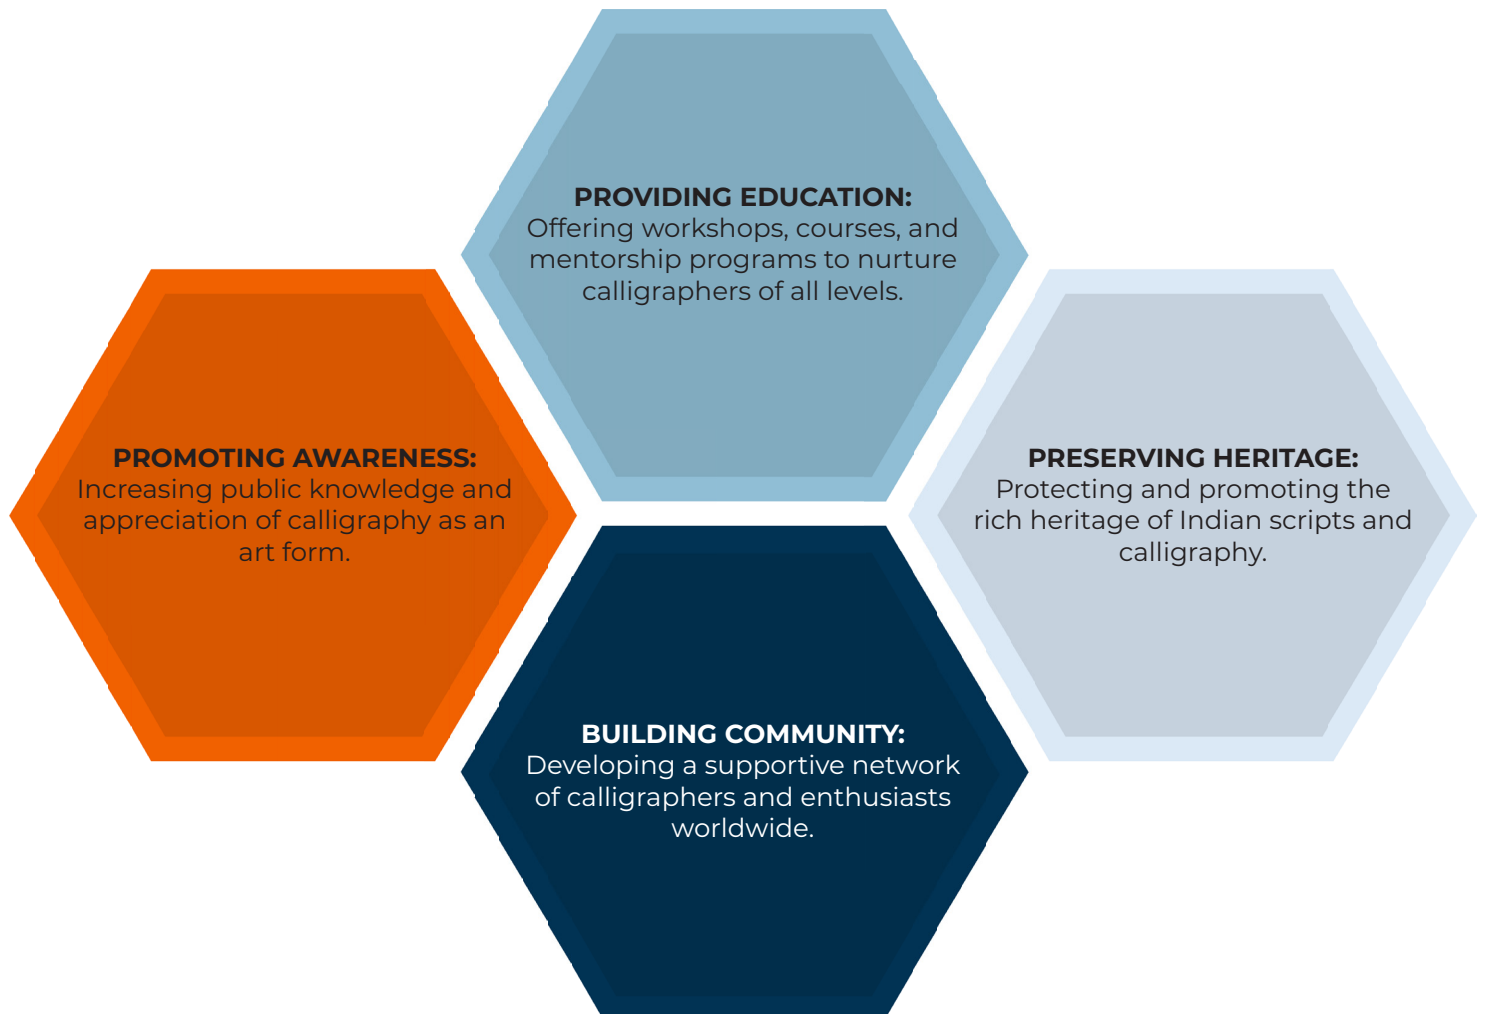 PROVIDING EDUCATION:
Offering workshops, courses, and
mentorship programs to nurture
calligraphers of all levels.
PROMOTING AWARENESS:
Increasing public knowledge and
appreciation of calligraphy as an
art form.
PRESERVING HERITAGE:
Protecting and promoting the
rich heritage of Indian scripts and
calligraphy.
BUILDING COMMUNITY:
Developing a supportive network
of calligraphers and enthusiasts
worldwide.